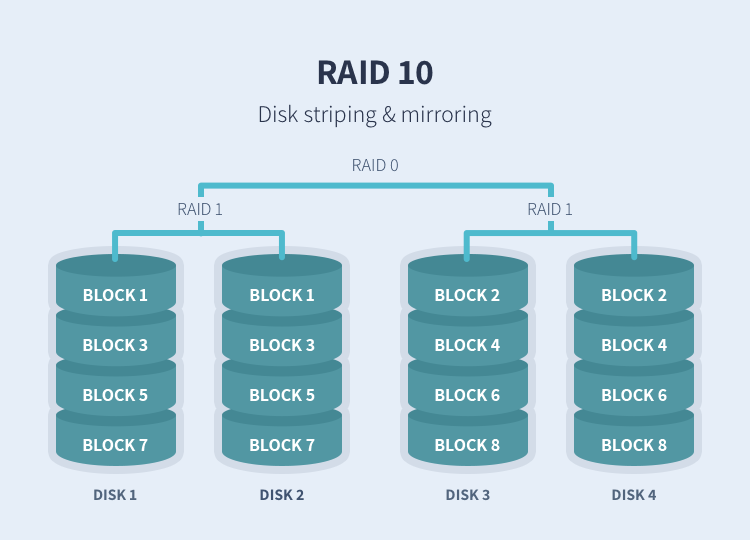 RAID 10
Disk striping & mirroring
RAID 0
RAID 1 RAID 1
BLOCK 1 BLOCK 1 BLOCK 2 BLOCK 2
BLOCK 3 BLOCK 3 BLOCK 4 BLOCK 4
BLOCK 5 BLOCK 5 BLOCK 6 BLOCK 6
BLOCK 7 BLOCK 7 BLOCK 8 BLOCK 8
DISK 1 DISK 2 DISK 3 DISK 4